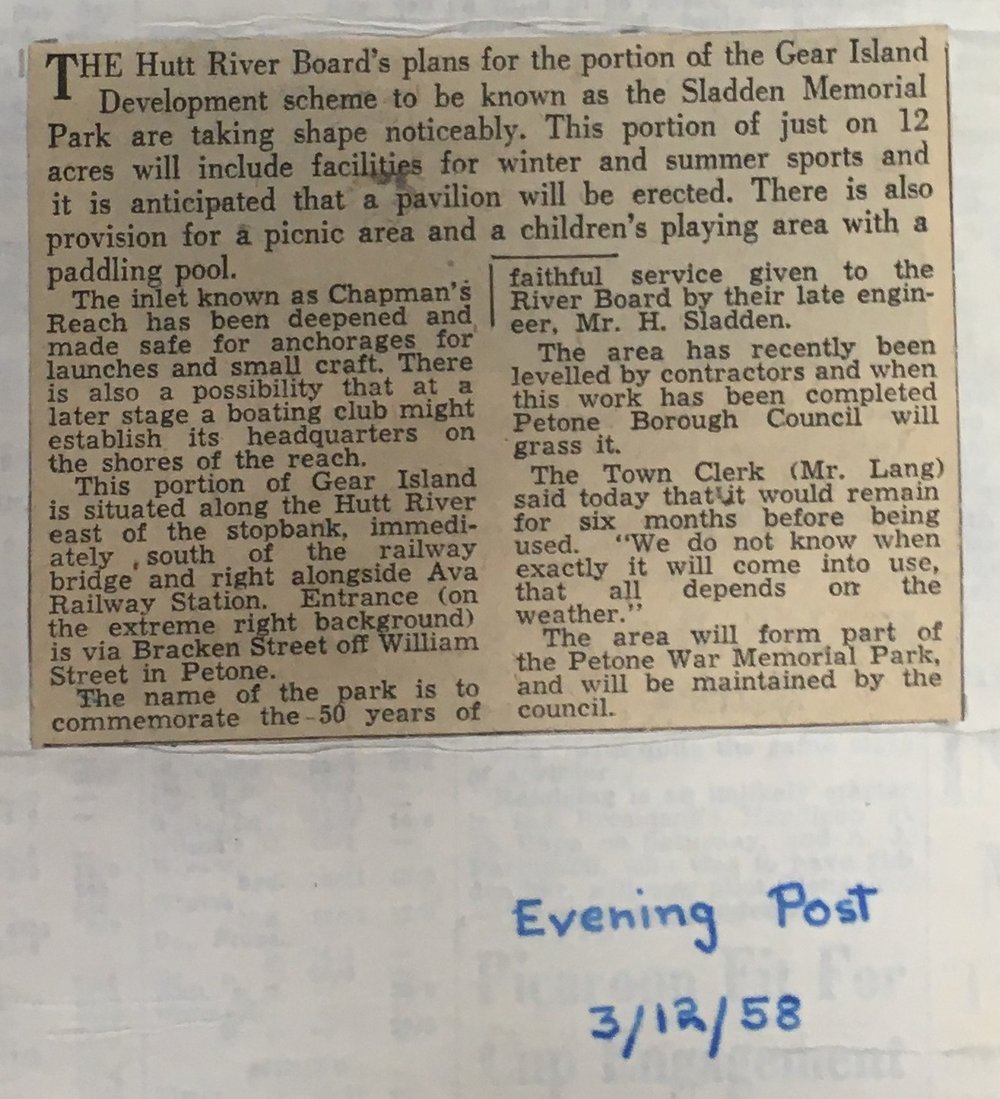 THE Hutt River Board's plans for the portion of the Gear Island
Development scheme to be known as the Sladden Memorial
Park are taking shape noticeably. This portion of just on 12
acres will include facilities for winter and summer sports and
it is anticipated that a pavilion will be erected. There is also
provision for a picnic area and a children's playing area with a
paddling pool.
The inlet known as Chapman's
Reach has been deepened and
made safe for anchorages for
launches and small craft. There
is also a possibility that at a
later stage a boating club might
establish its headquarters on
the shores of the reach.
This portion of Gear Island
is situated along the Hutt River
east of the stopbank, immedi-
ately south of the railway
bridge and right alongside Ava
Railway Station. Entrance (on
the extreme right background)
is via Bracken Street off William
Street in Petone.
The name of the park is to
commemorate the 50 years of
faithful service given to the
River Board by their late engin-
eer, Mr. H. Sladden.
The area has recently been
levelled by contractors and when
this work has been completed
Petone Borough Council will
grass it.
The Town Clerk (Mr. Lang)
said today that it would remain
for six months before being
used. "We do not know when
exactly it will come into use,
that all depends on the
weather."
The area will form part of
the Petone War Memorial Park,
and will be maintained by the
council.
Evening Post
3/12/58